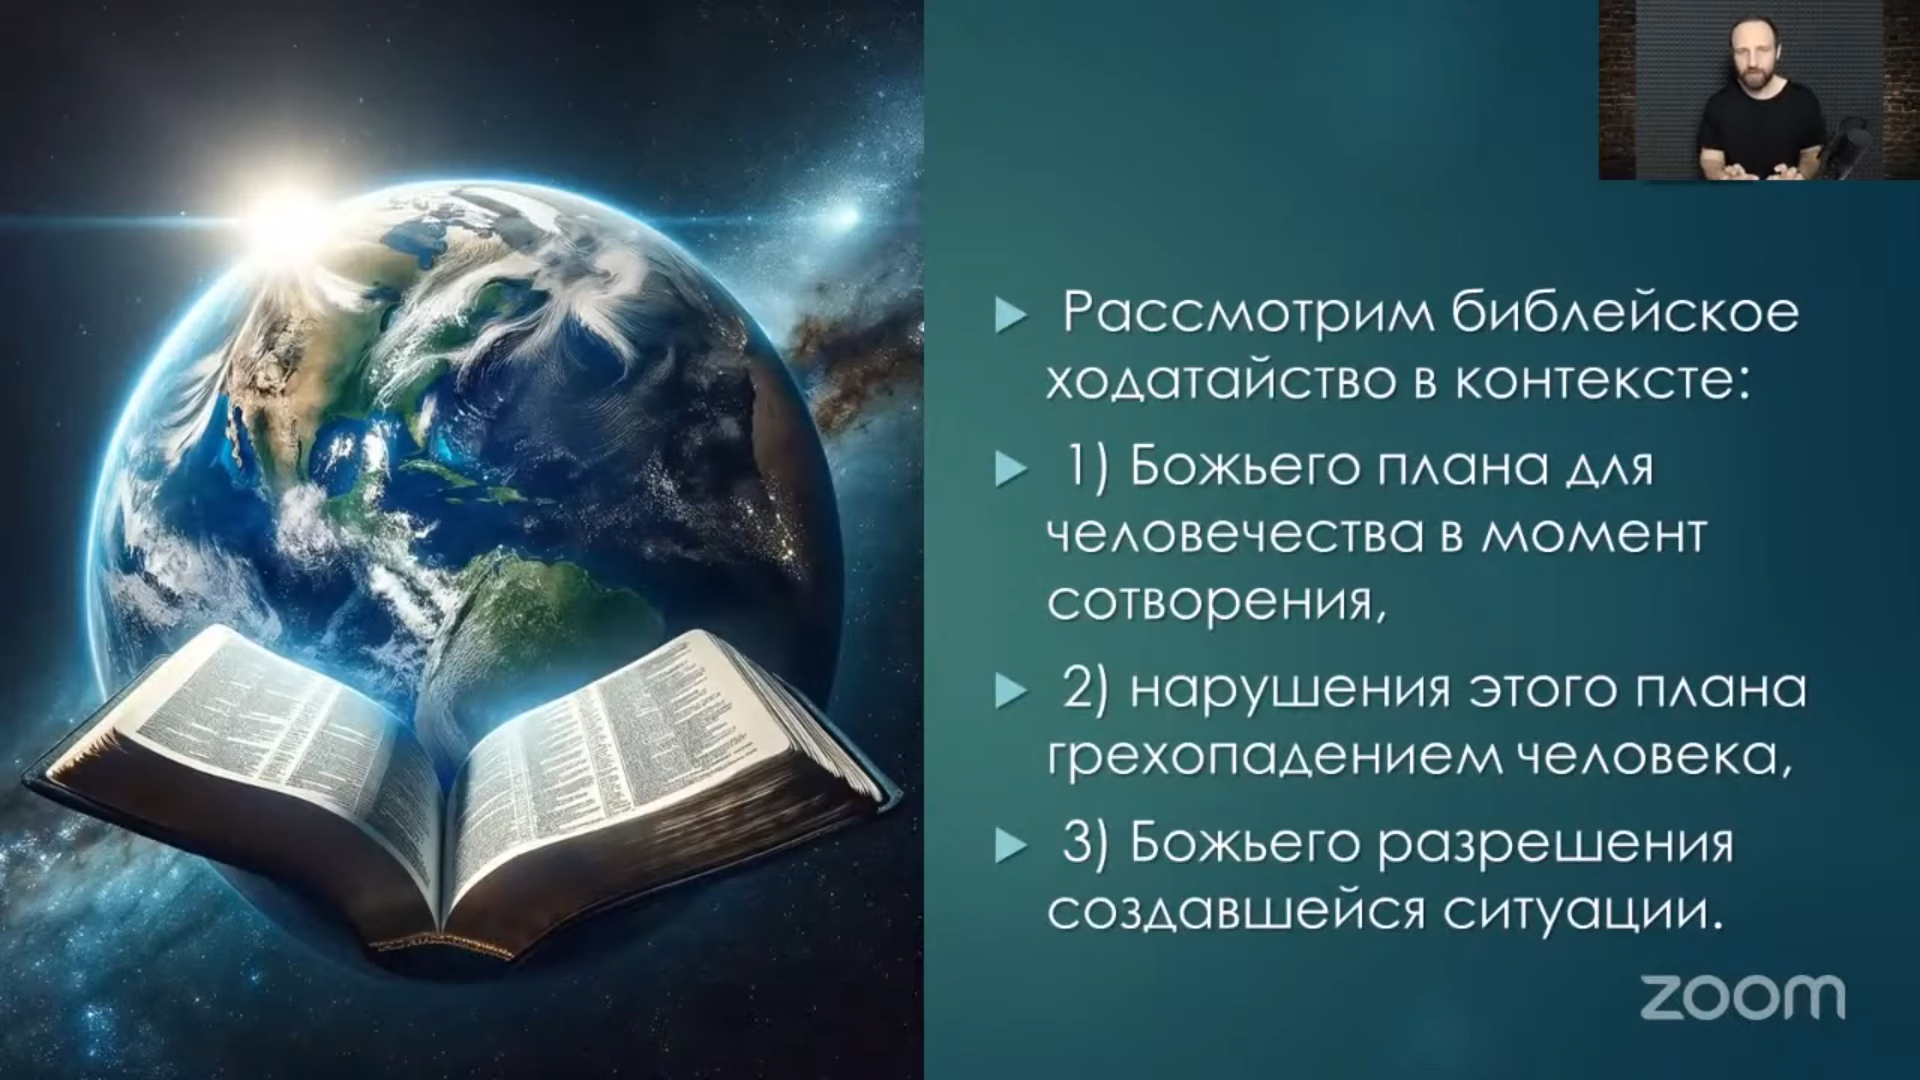 Рассмотрим библейское
ходатайство в контексте:
1) Божьего плана для
человечества в момент
сотворения,
2) нарушения этого плана
грехопадением человека,
3) Божьего разрешения
создавшейся ситуации.
zoom